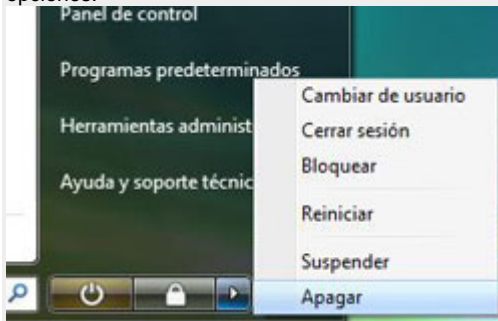 opciones.
Panel de control
Programas predeterminados
Herramientas administ
Ayuda y soporte técnic
Cambiar de usuario
Cerrar sesión
Bloquear
Reiniciar
Suspender
Apagar